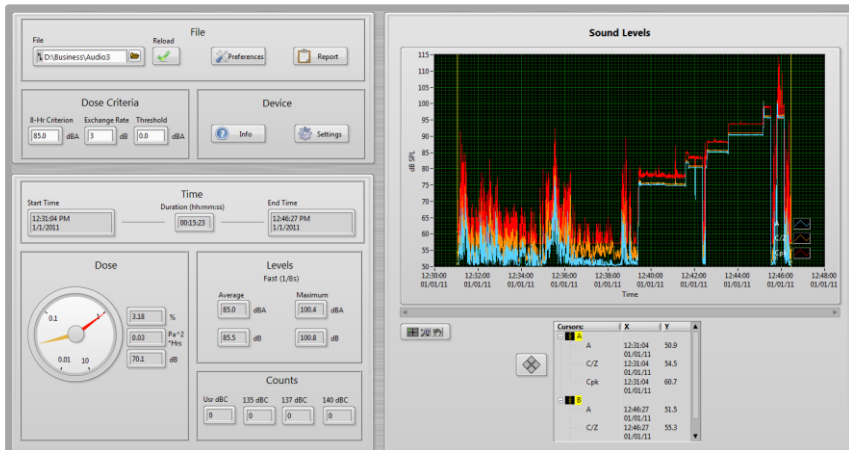 File
File
Reload
D:\Business\Audio3
Preferences
Report
Dose Criteria
8-Hr Criterion Exchange Rate Threshold
85.0 dBA 3 dB 0.0 dBA
Device
Info
Settings
Time
Start Time
Duration (hh:mm:ss)
End Time
12:31:04 PM
1/1/2011
00:15:23
12:46:27 PM
1/1/2011
Dose
0.1
1
0.01 10
3.18 %
0.03 Pa^2 *Hrs
70.1 dB
Levels
Fast (1/8s)
Average Maximum
85.0 dBA 100.4 dBA
85.5 dB 100.8 dB
Counts
Usr dBC 135 dBC 137 dBC 140 dBC
0 0 0 0
Sound Levels
115
110
105
100
95
90
85
80
75
70
65
60
55
50
dB SPL
A
C/Z
Cpk
12:30:00 12:32:00 12:34:00 12:36:00 12:38:00 12:40:00 12:42:00 12:44:00 12:46:00 12:48:00
01/01/11 01/01/11 01/01/11 01/01/11 01/01/11 01/01/11 01/01/11 01/01/11 01/01/11 01/01/11
Time
Cursors: X Y
A
A 12:31:04 50.9
01/01/11
C/Z 12:31:04 54.5
01/01/11
Cpk 12:31:04 60.7
01/01/11
B
A 12:46:27 51.5
01/01/11
C/Z 12:46:27 55.3
01/01/11